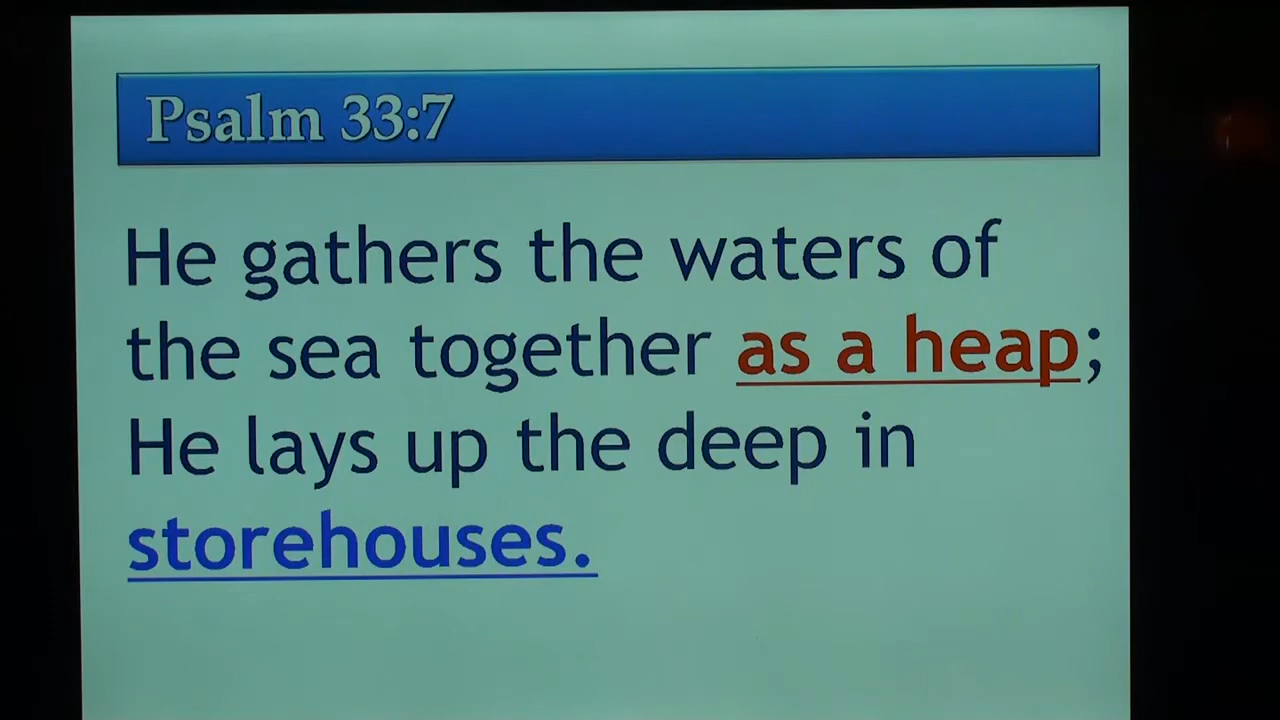 Psalm 33:7
He gathers the waters of
the sea together as a heap;
He lays up the deep in
storehouses.